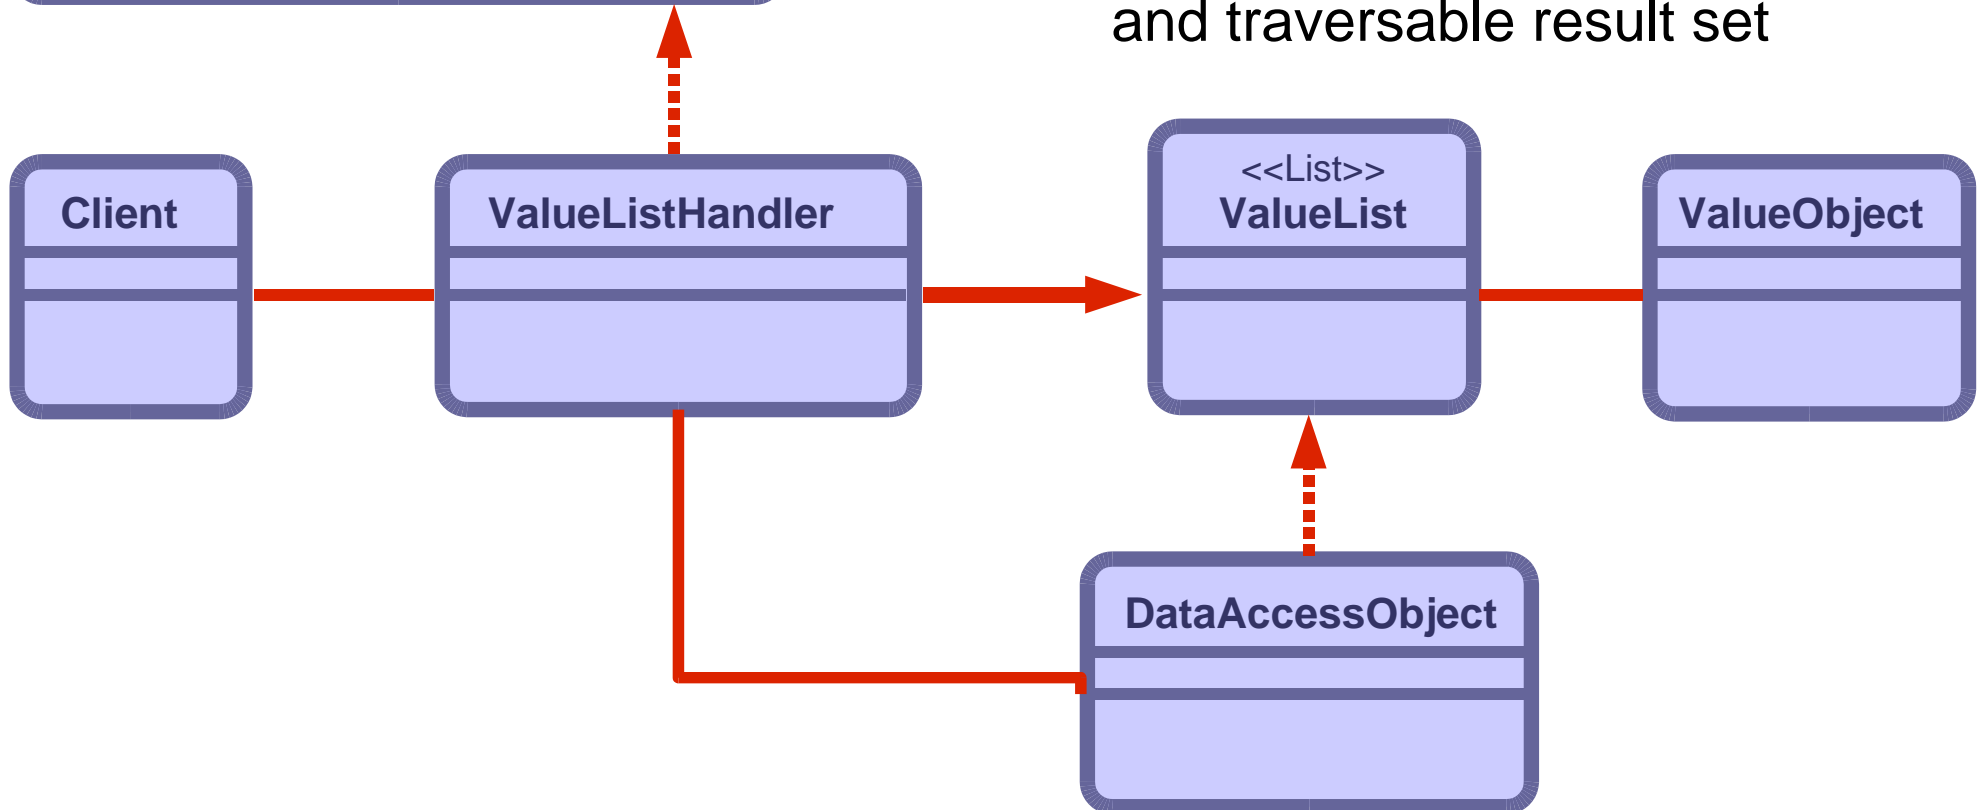 and traversable result set
Client
ValueListHandler
<<List>>
ValueList
ValueObject
DataAccessObject